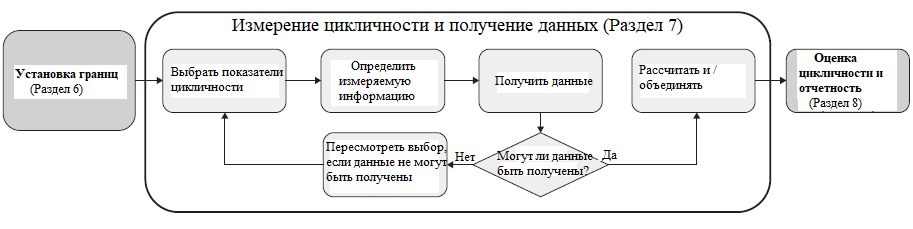 Измерение цикличности и получение данных (Раздел 7)
Установка границ
(Раздел 6)
Выбрать показатели
цикличности
Определить
измеряемую
информацию
Получить данные
Рассчитать и /
объединять
Оценка
цикличности и
отчетность
(Раздел 8)
Пересмотреть выбор,
если данные не могут
быть получены
Нет
Могут ли данные
быть получены?
Да